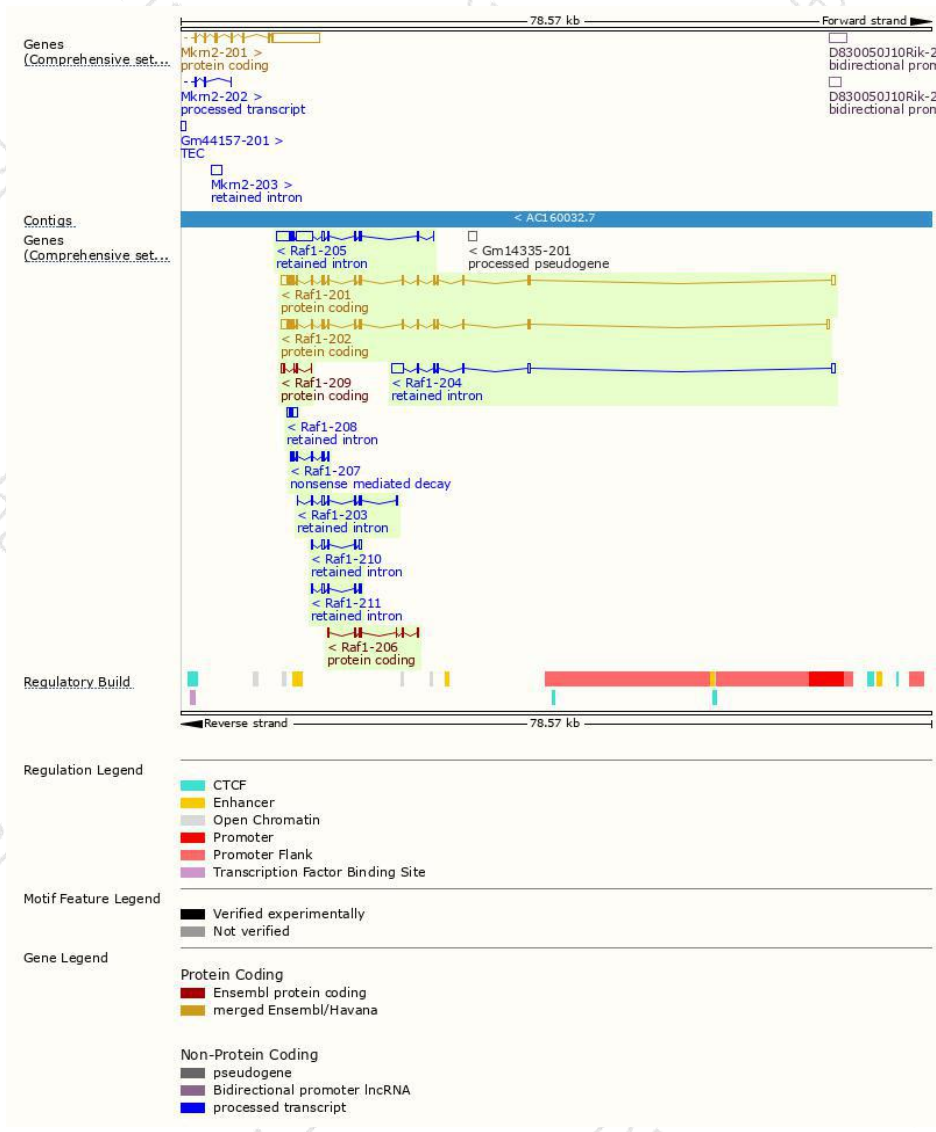 78.57 kb
Forward strand
Genes
(Comprehensive set...
Mkrn2-201 >
protein coding
D830050J10Rik-2
bidirectional prom
Mkrn2-202 >
processed transcript
D830050J10Rik-2
bidirectional prom
Gm44157-201 >
TEC
Mkrn2-203 >
retained intron
Contigs
< AC160032.7
Genes
(Comprehensive set...
< Raf1-205
retained intron
< Gm14335-201
processed pseudogene
< Raf1-201
protein coding
< Raf1-202
protein coding
< Raf1-209
protein coding
< Raf1-204
retained intron
< Raf1-208
retained intron
< Raf1-207
nonsense mediated decay
< Raf1-203
retained intron
< Raf1-210
retained intron
< Raf1-211
retained intron
< Raf1-206
protein coding
Regulatory Build
Reverse strand
78.57 kb
Regulation Legend
CTCF
Enhancer
Open Chromatin
Promoter
Promoter Flank
Transcription Factor Binding Site
Motif Feature Legend
Verified experimentally
Not verified
Gene Legend
Protein Coding
Ensembl protein coding
merged Ensembl/Havana
Non-Protein Coding
pseudogene
Bidirectional promoter lncRNA
processed transcript